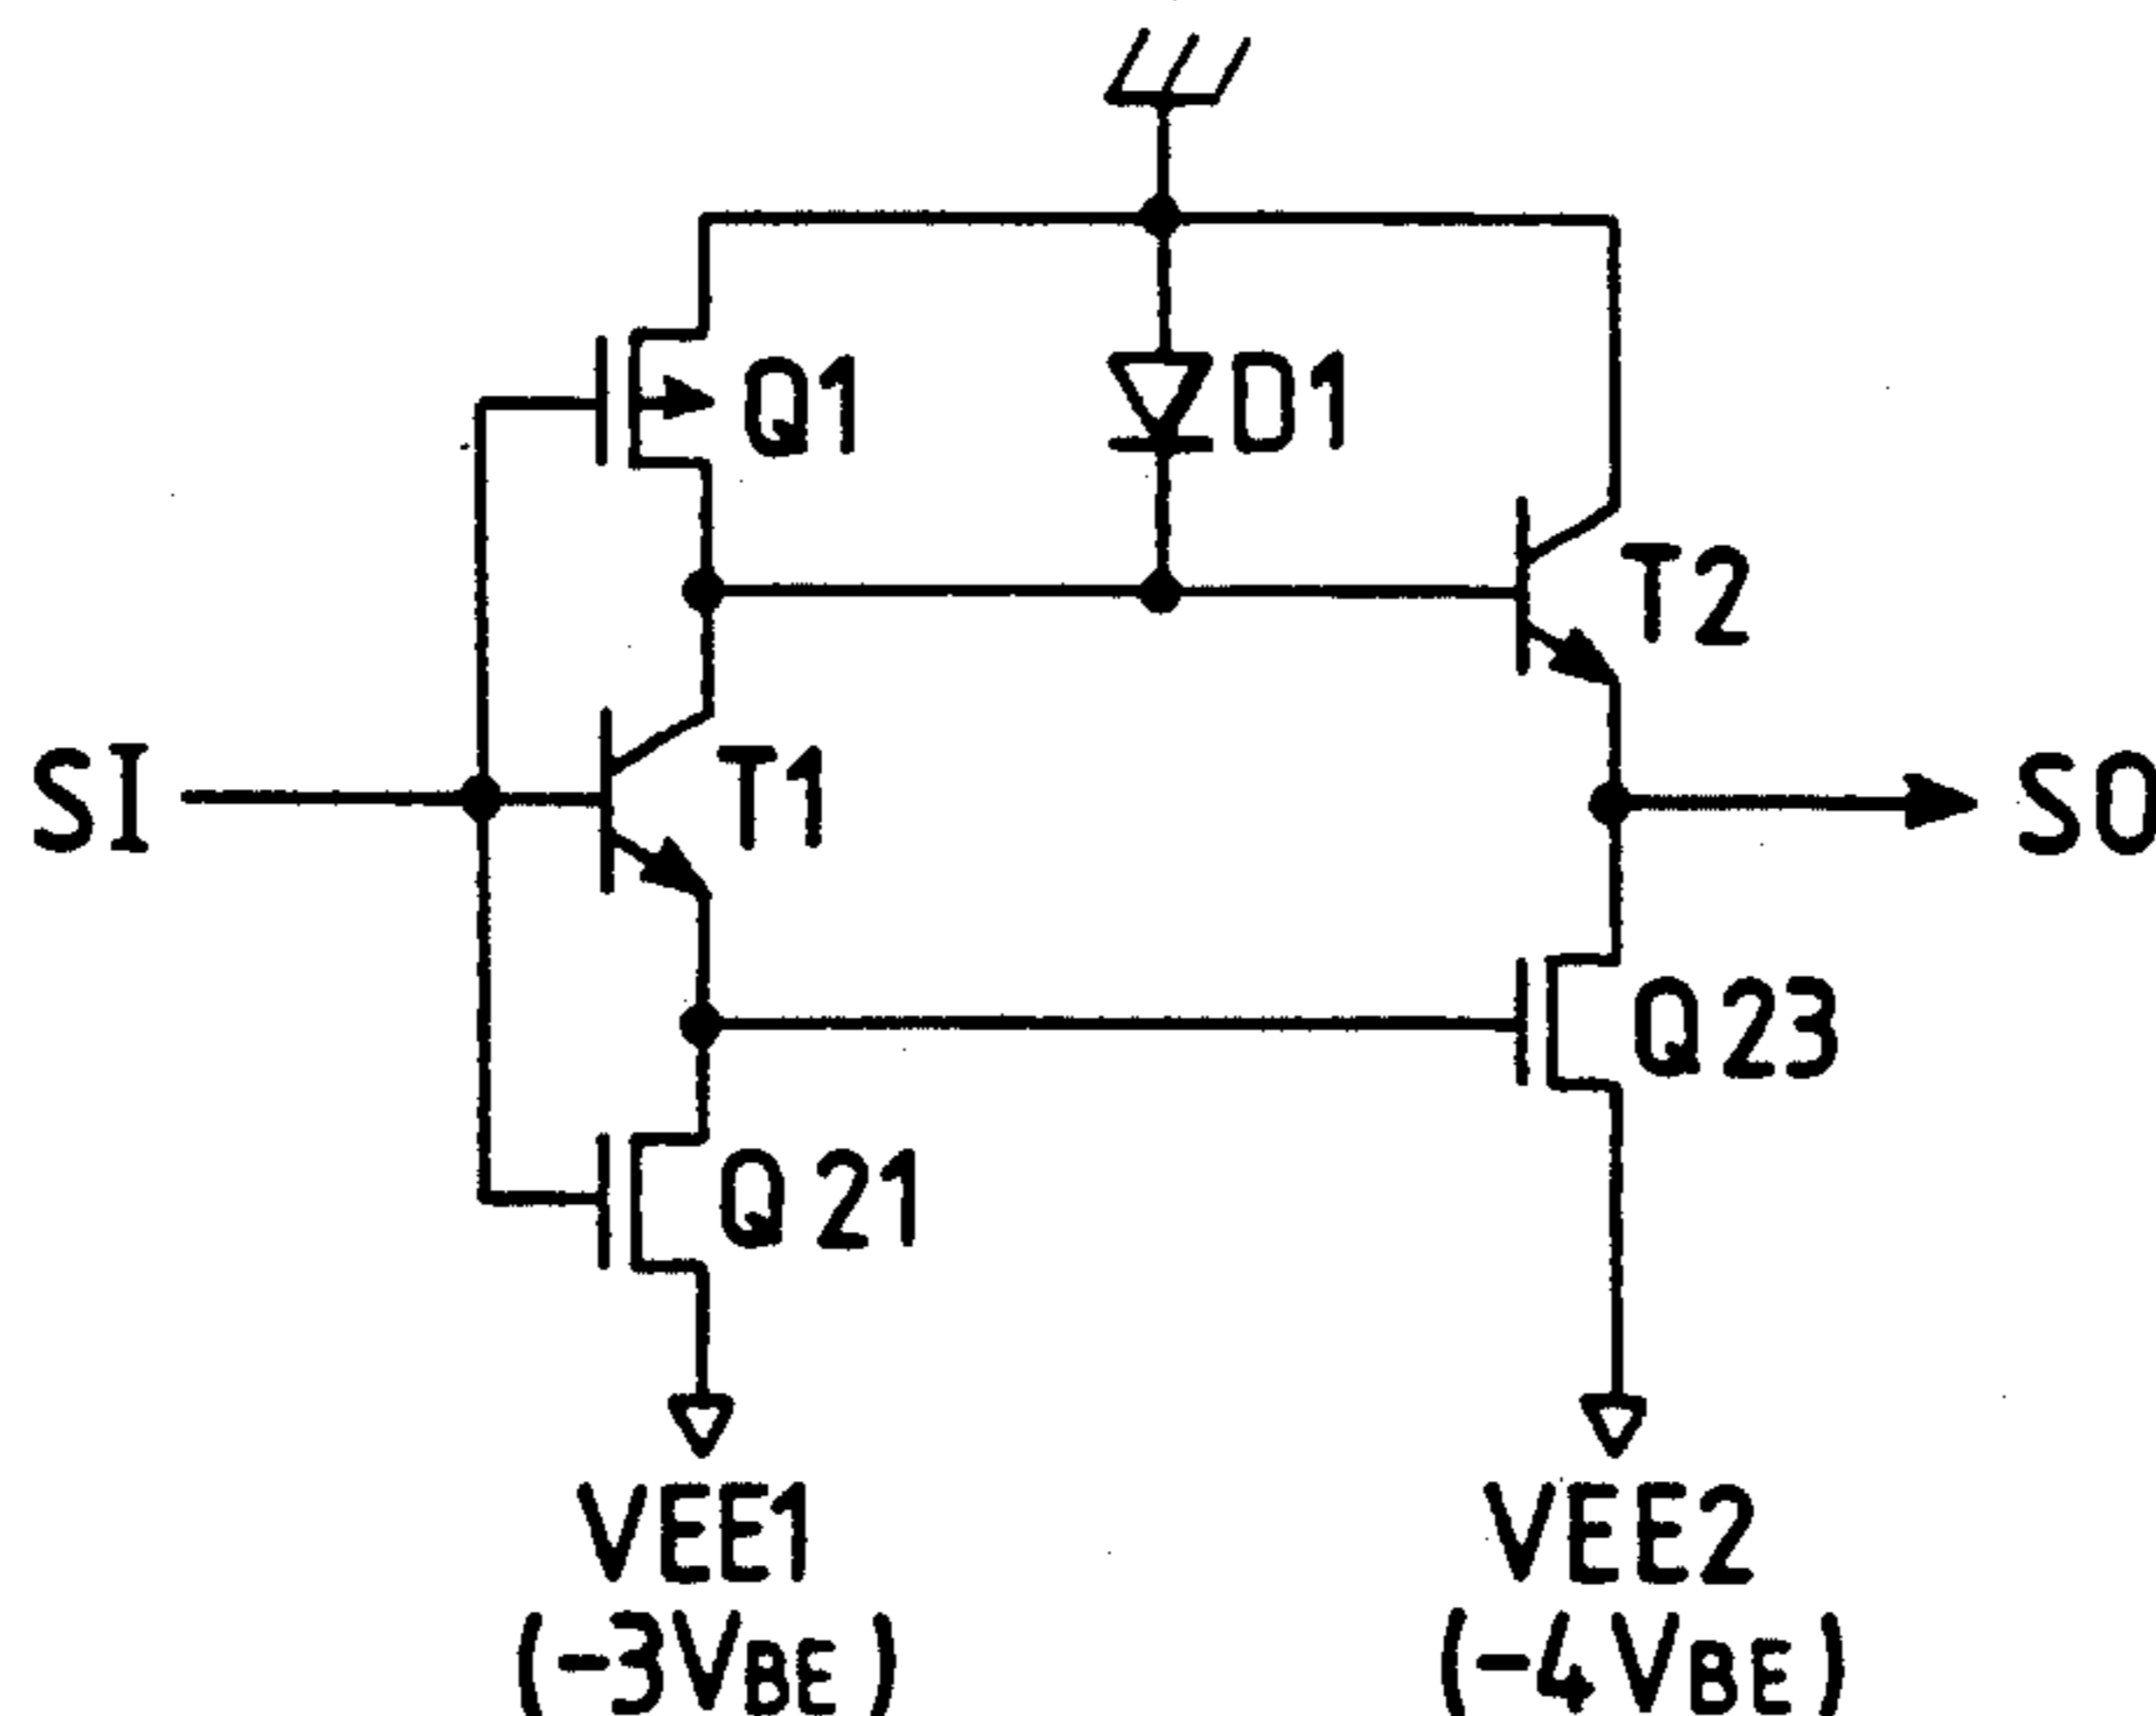 Q1
D1
T2
SI
T1
SO
Q23
Q21
VEE1
(-3VBE)
VEE2
(-4VBE)